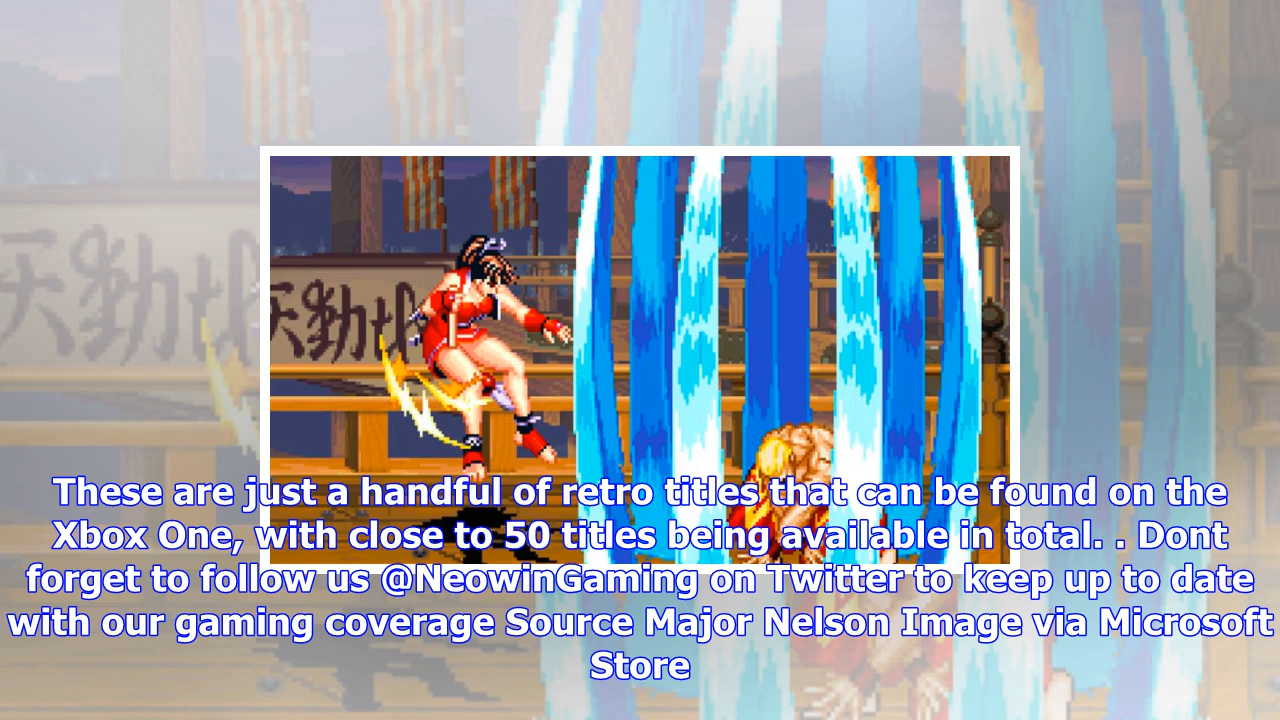 天動
These are just a handful of retro titles that can be found on the
Xbox One, with close to 50 titles being available in total. . Dont
forget to follow us @NeowinGaming on Twitter to keep up to date
with our gaming coverage Source Major Nelson Image via Microsoft
Store